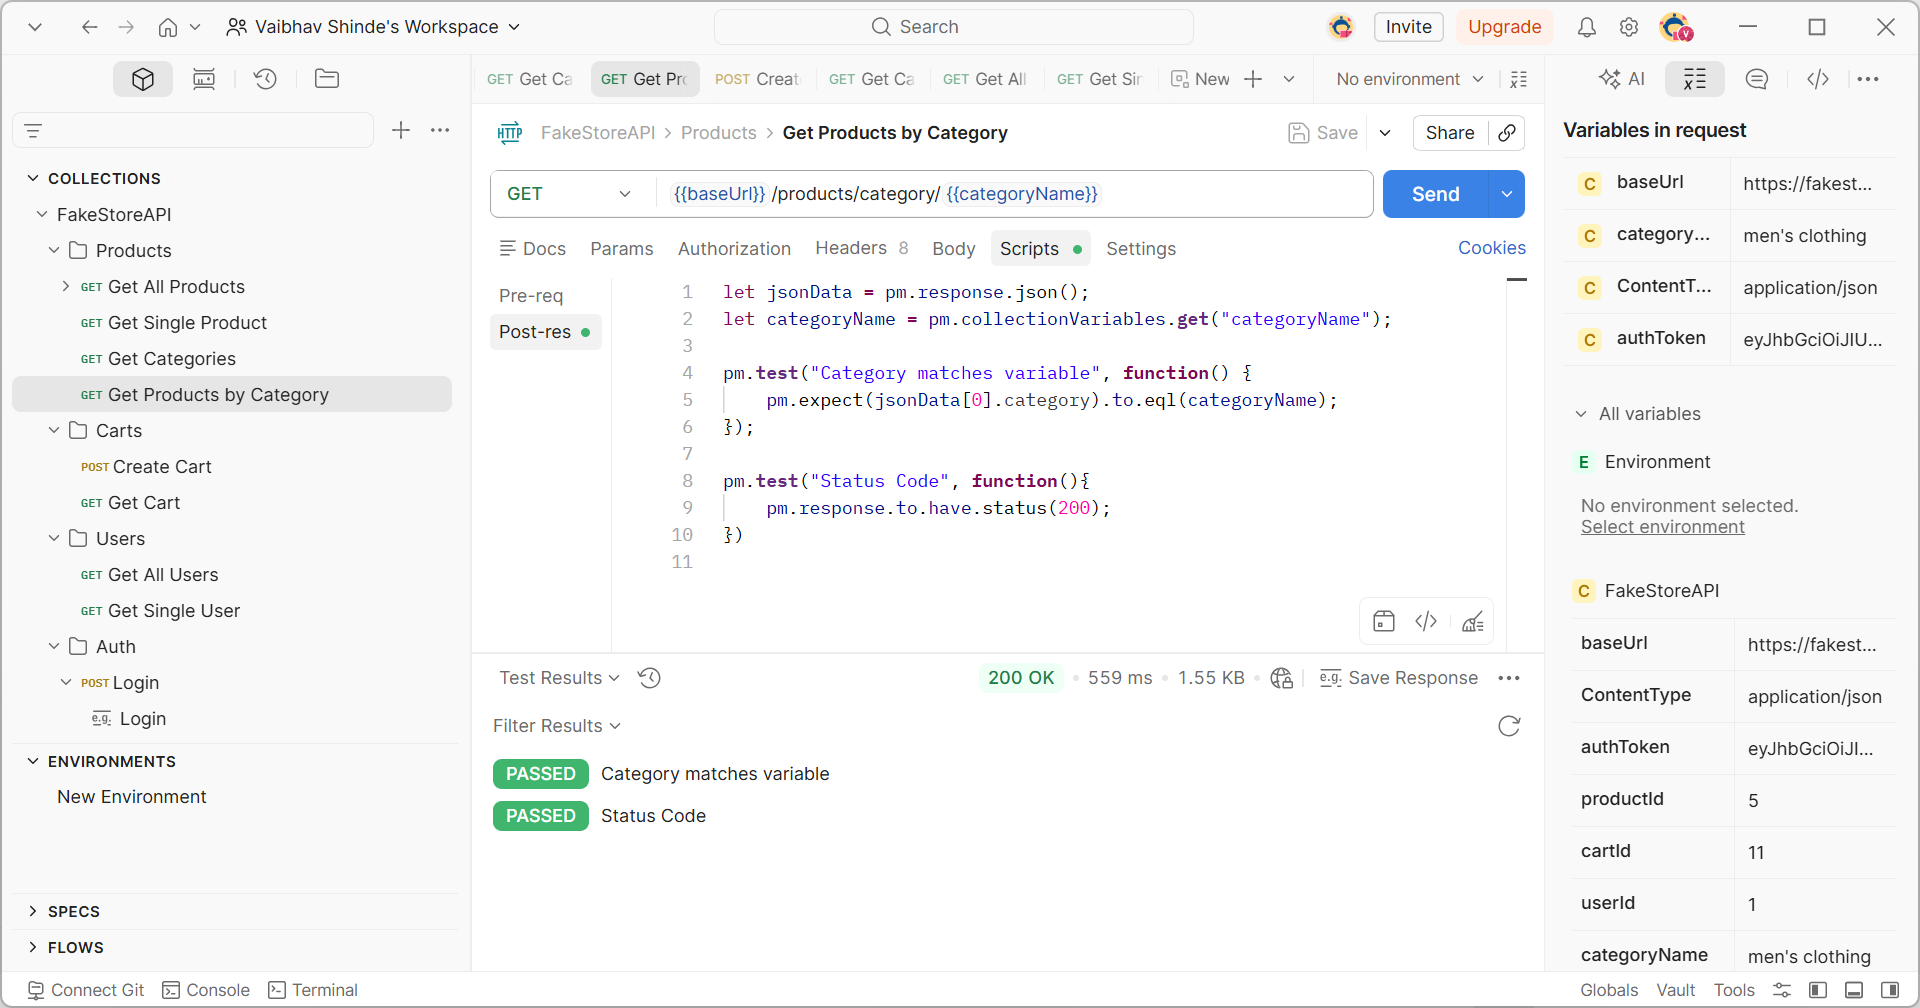 Vaibhav Shinde's Workspace
Search
Invite
Upgrade
V
GET Get Ca
GET Get Pro
POST Creat
GET Get Ca
GET Get All
GET Get Sin
New
No environment
AI
COLLECTIONS
FakeStoreAPI
Products
GET Get All Products
GET Get Single Product
GET Get Categories
GET Get Products by Category
Carts
POST Create Cart
GET Get Cart
Users
GET Get All Users
GET Get Single User
Auth
POST Login
e.g. Login
ENVIRONMENTS
New Environment
SPECS
FLOWS
HTTP FakeStoreAPI > Products > Get Products by Category
Save
Share
GET
{{baseUrl}} /products/category/ {{categoryName}}
Send
Docs
Params
Authorization
Headers 8
Body
Scripts
Settings
Cookies
Pre-req
Post-res
1 let jsonData = pm.response.json();
2 let categoryName = pm.collectionVariables.get("categoryName");
3
4 pm.test("Category matches variable", function() {
5 pm.expect(jsonData[0].category).to.eql(categoryName);
6 });
7
8 pm.test("Status Code", function(){
9 pm.response.to.have.status(200);
10 })
11
Test Results
200 OK
559 ms
1.55 KB
e.g. Save Response
Filter Results
PASSED Category matches variable
PASSED Status Code
Variables in request
C baseUrl https://fakest...
C category... men's clothing
C ContentT... application/json
C authToken eyJhbGciOiJIU...
All variables
E Environment
No environment selected.
Select environment
C FakeStoreAPI
baseUrl https://fakest...
ContentType application/json
authToken eyJhbGciOiJI...
productId 5
cartId 11
userId 1
categoryName men's clothing
Connect Git
Console
Terminal
Globals
Vault
Tools